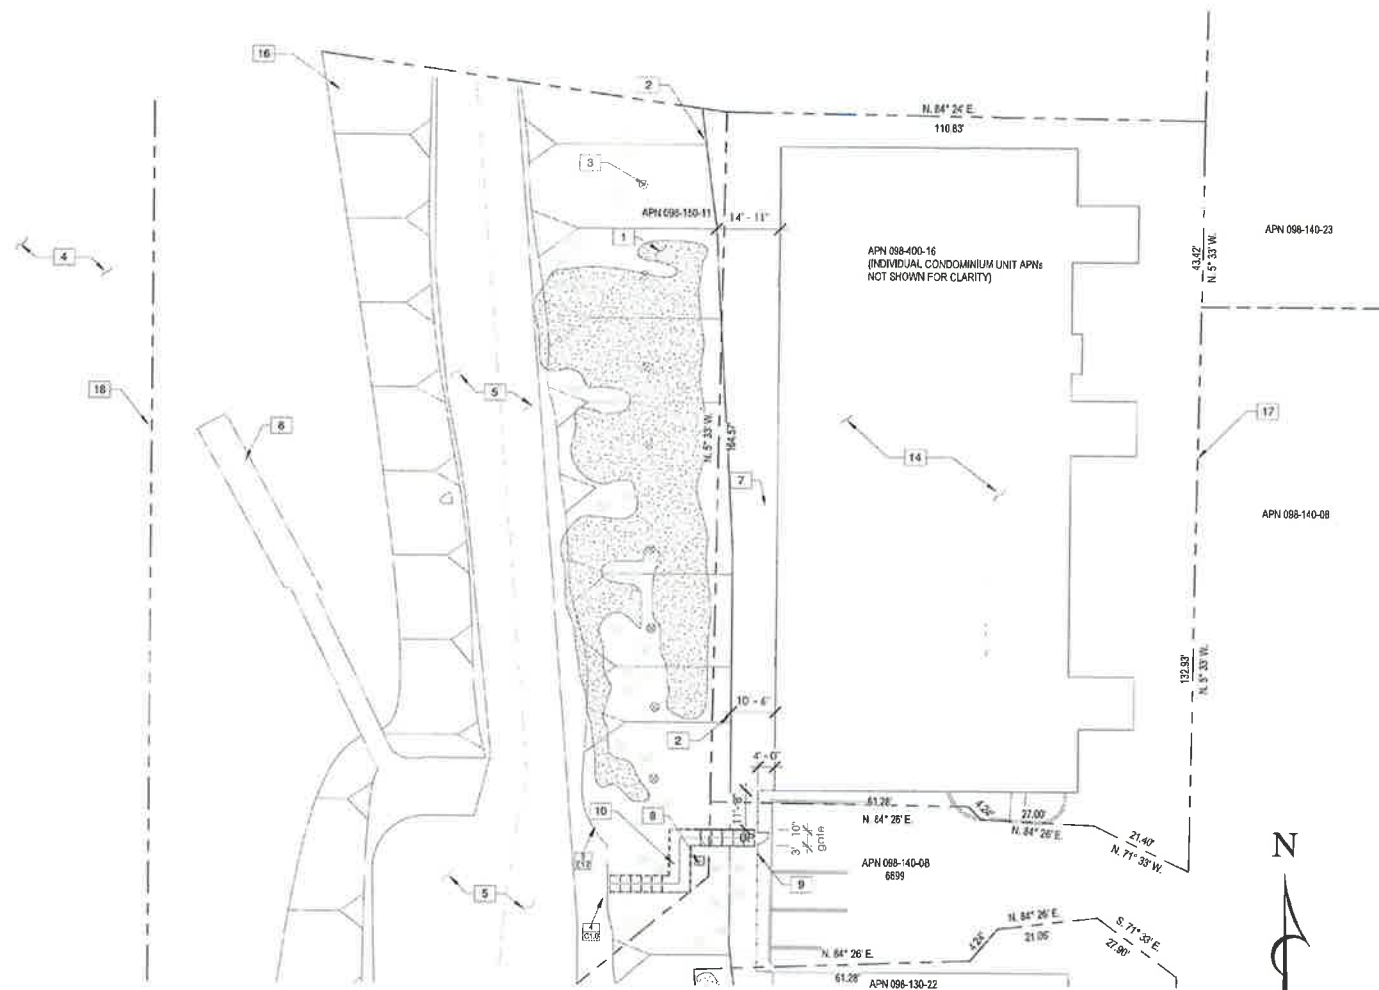 16
2
N. 84° 24' E.
110.83'
3
APN 098-150-11
14' - 11"
1
APN 098-400-16
(INDIVIDUAL CONDOMINIUM UNIT APNs
NOT SHOWN FOR CLARITY)
43.42'
N. 5° 33' W.
APN 098-140-23
4
18
5
6
N. 5° 33' W.
164.57'
17
14
7
APN 098-140-08
132.93'
N. 5° 33' W.
10' - 6"
2
4' - 0"
11' - 8"
61.28'
N. 84° 26' E.
4.24'
27.00'
N. 84° 26' E.
21.40'
N. 71° 33' W.
10
8
3' 10"
gate
N
APN 098-140-08
6899
9
5
N. 84° 26' E.
21.06'
4.24'
S. 71° 33' E.
27.90'
N. 84° 26' E.
61.28'
APN 098-130-22